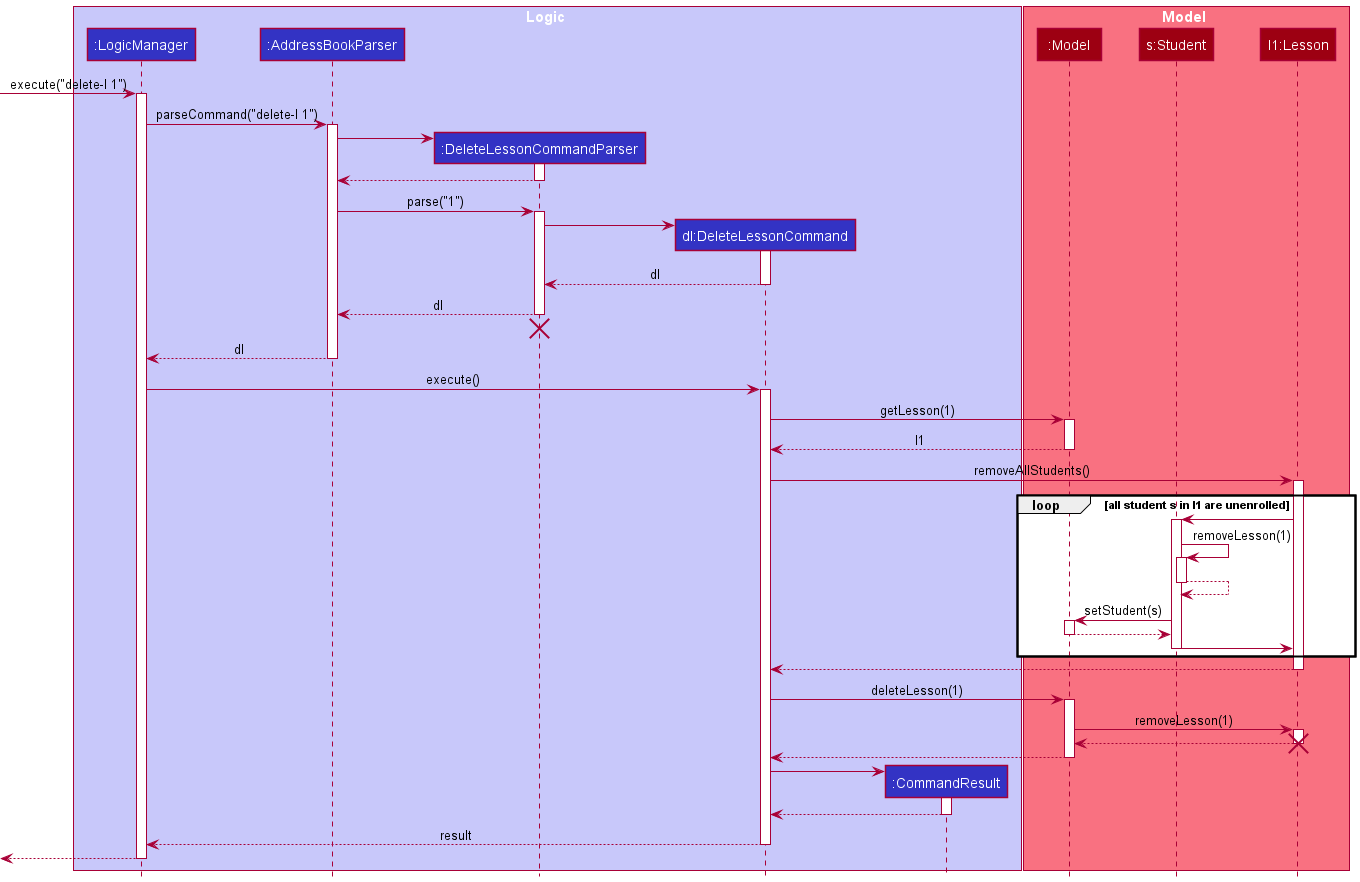 Logic
Model
:LogicManager
:AddressBookParser
:Model
s:Student
l1:Lesson
execute("delete-l 1")
parseCommand("delete-l 1")
:DeleteLessonCommandParser
parse("1")
dl:DeleteLessonCommand
dl
dl
dl
execute()
getLesson(1)
l1
removeAllStudents()
loop
[all student s in l1 are unenrolled]
removeLesson(1)
setStudent(s)
deleteLesson(1)
removeLesson(1)
:CommandResult
result